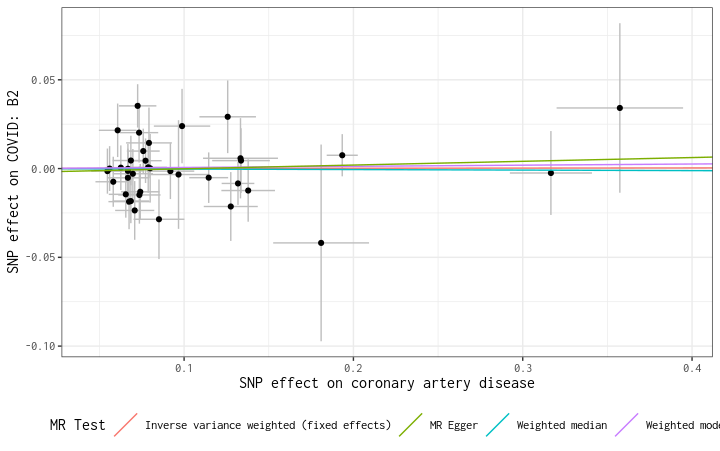 SNP effect on COVID: B2
0.05
0.00
-0.05
-0.10
0.1
0.2
0.3
0.4
SNP effect on coronary artery disease
MR Test
Inverse variance weighted (fixed effects)
MR Egger
Weighted median
Weighted mode